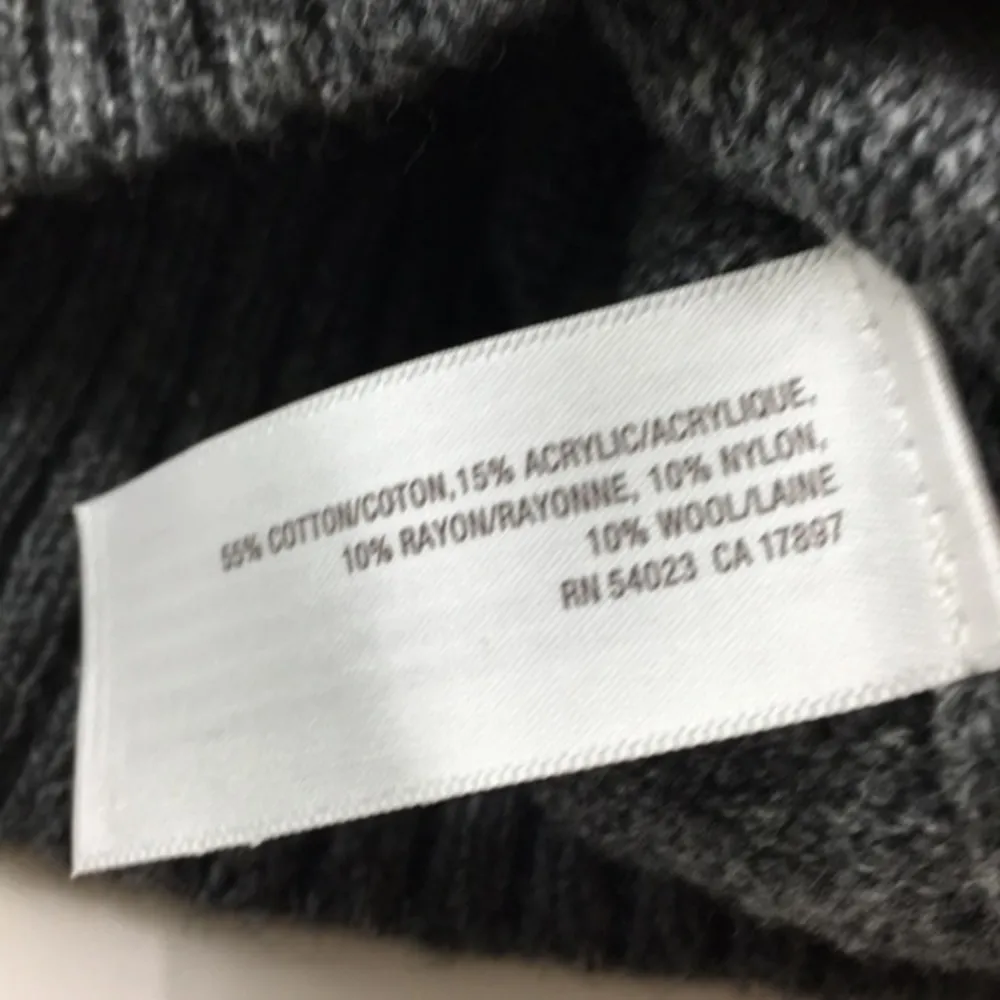 55% COTTON/COTON,15% ACRYLIC/ACRYLIQUE,
10% RAYON/RAYONNE, 10% NYLON,
10% WOOL/LAINE
RN 54023 CA 17897